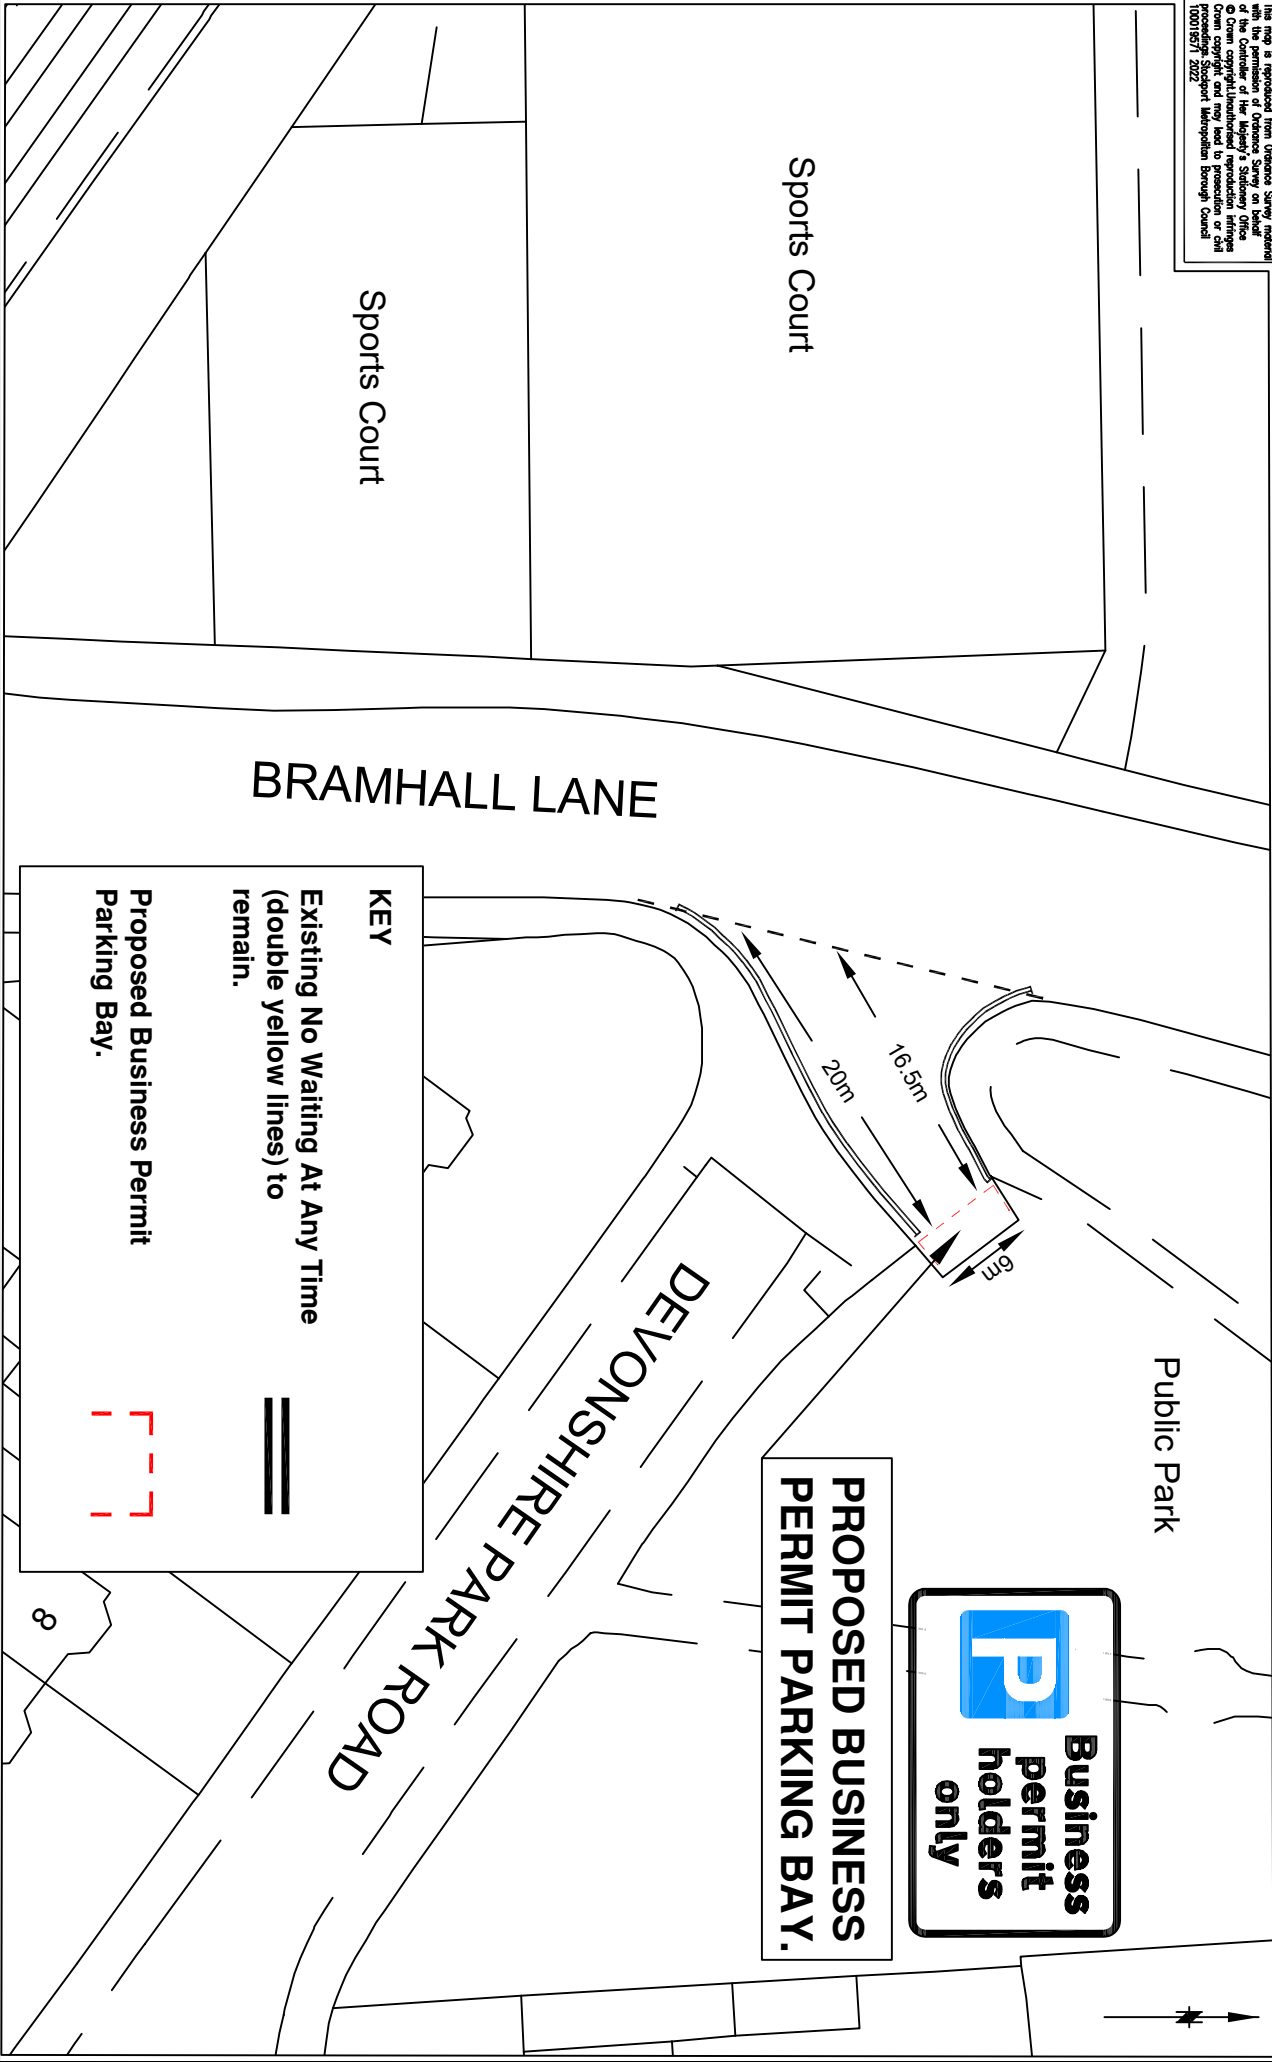 This map is reproduced from Ordnance Survey material
with the permission of Ordnance Survey on behalf
of the Controller of Her Majesty's Stationery Office
© Crown copyright.Unauthorised reproduction infringes
Crown copyright and may lead to prosecution or civil
proceedings. Stockport Metropolitan Borough Council
100019571 2022
Public Park
Business
permit
holders
only
P
PROPOSED BUSINESS
PERMIT PARKING BAY.
Sports Court
Sports Court
6m
16.5m
20m
BRAMHALL LANE
DEVONSHIRE PARK ROAD
KEY
Existing No Waiting At Any Time
(double yellow lines) to
remain.
Proposed Business Permit
Parking Bay.
8